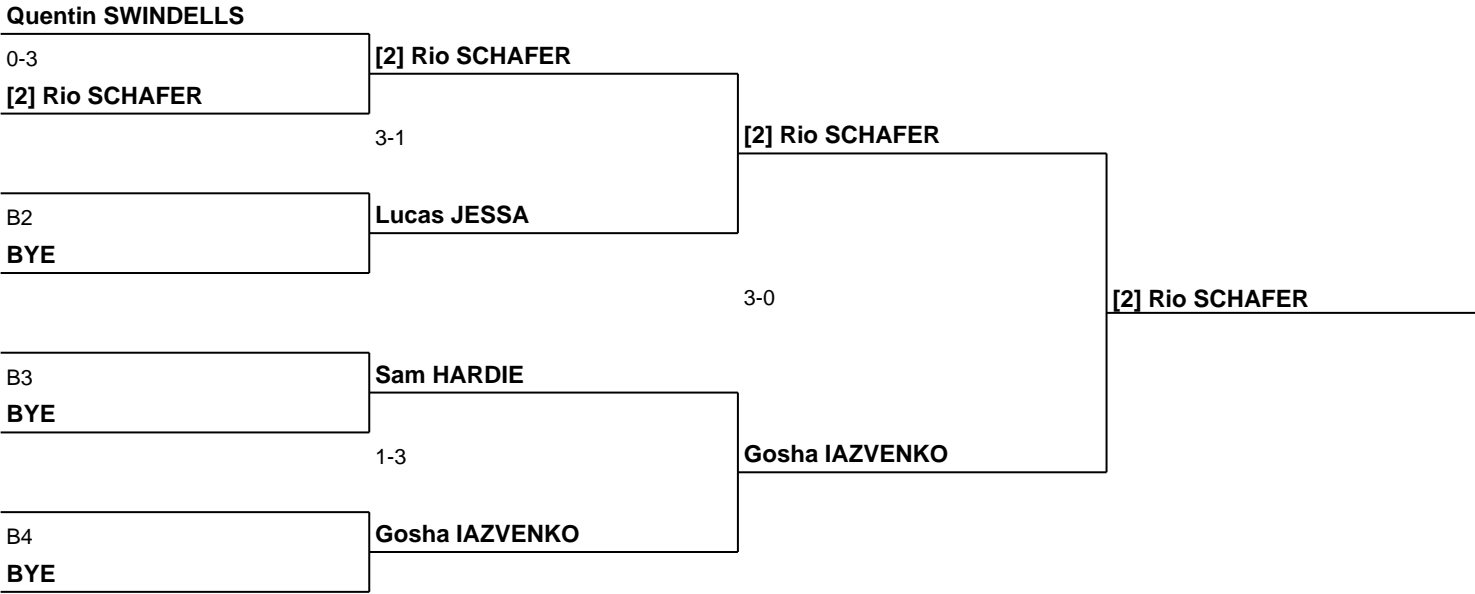 Quentin SWINDELLS
0-3
[2] Rio SCHAFER
[2] Rio SCHAFER
3-1
[2] Rio SCHAFER
B2
BYE
Lucas JESSA
3-0
[2] Rio SCHAFER
B3
BYE
Sam HARDIE
1-3
Gosha IAZVENKO
B4
BYE
Gosha IAZVENKO